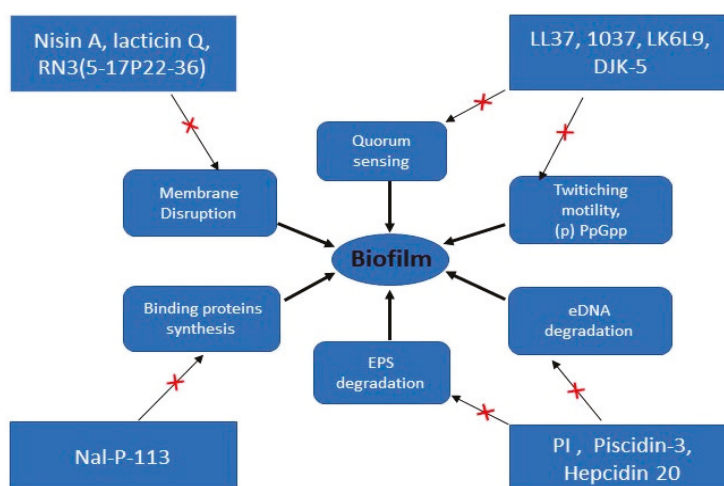 Nisin A, lacticin Q,
RN3(5-17P22-36)
LL37, 1037, LK6L9,
DJK-5
Quorum
sensing
Membrane
Disruption
Twitiching
motility,
(p) PpGpp
Biofilm
Binding proteins
synthesis
eDNA
degradation
EPS
degradation
Nal-P-113
PI , Piscidin-3,
Hepcidin 20